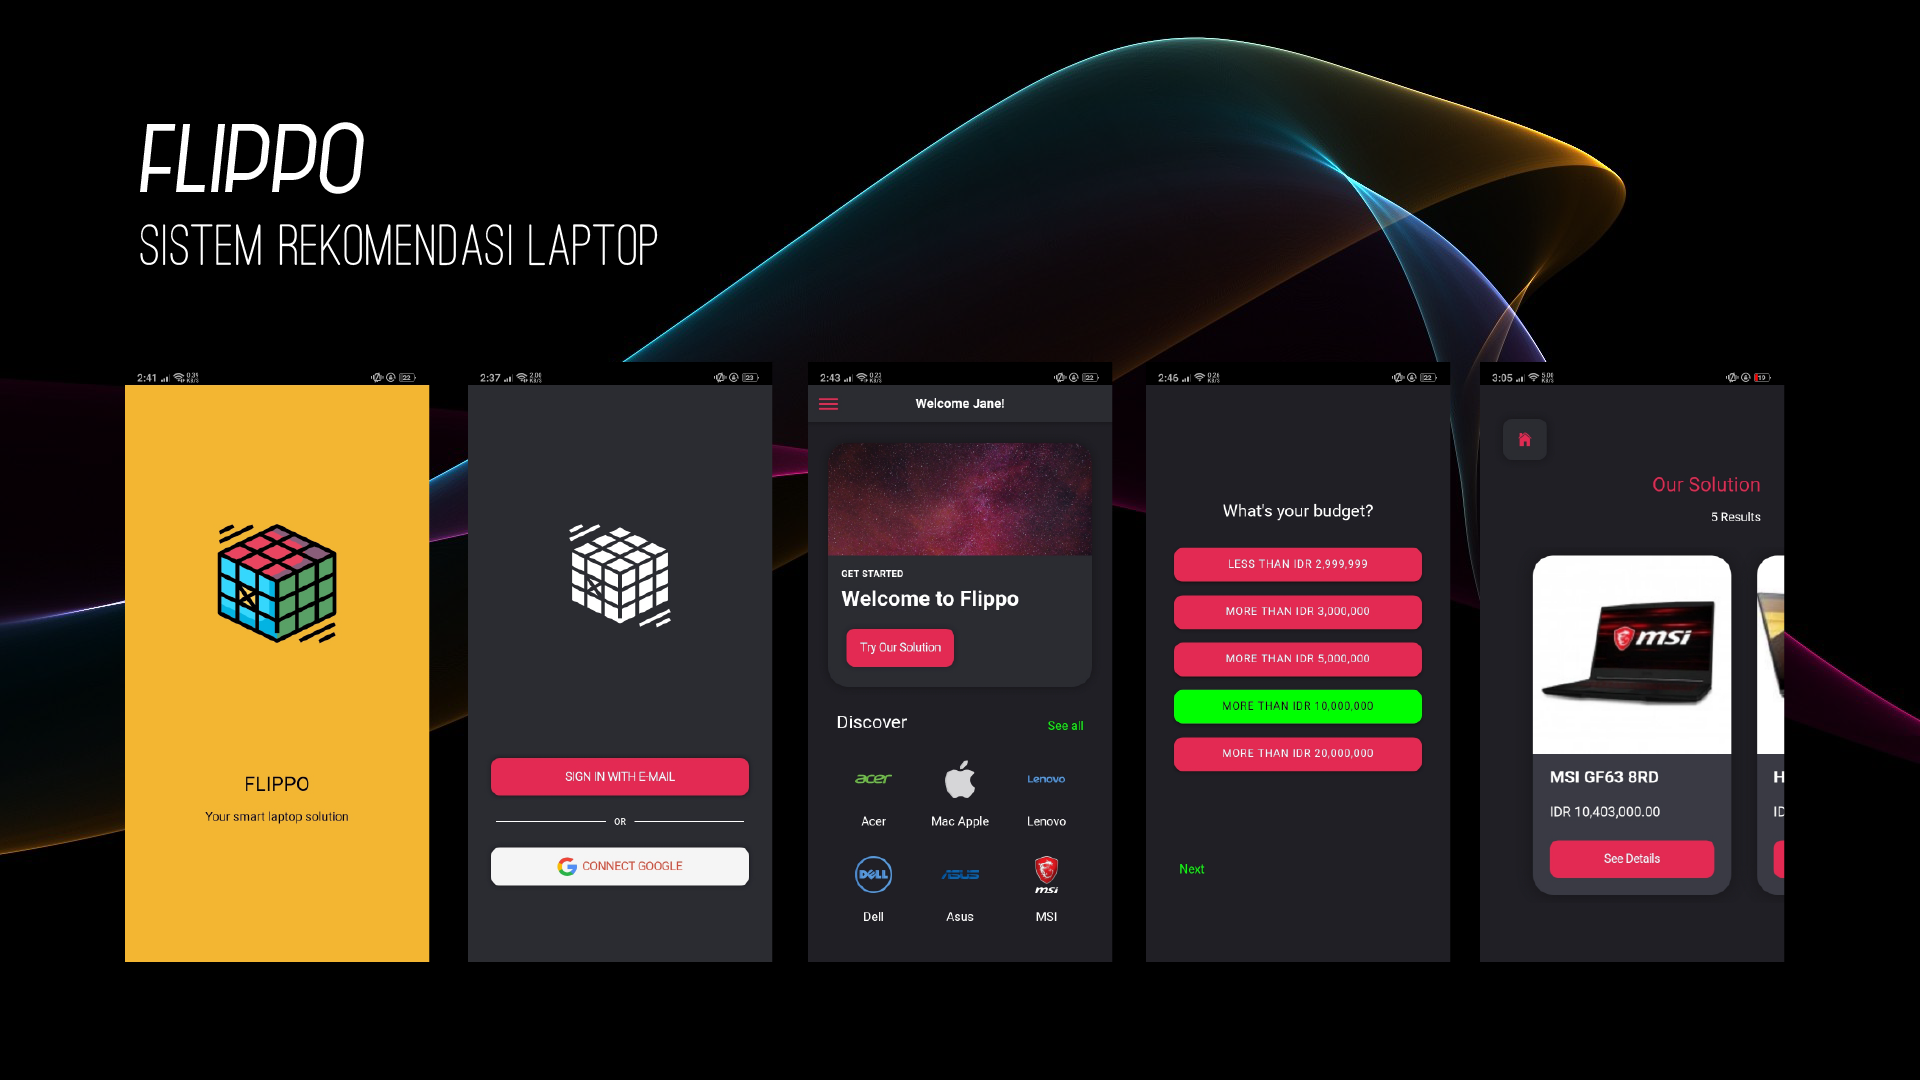 FLIPPO
SISTEM REKOMENDASI LAPTOP
2:41
22
FLIPPO
Your smart laptop solution
2:37
23
SIGN IN WITH E-MAIL
OR
CONNECT GOOGLE
2:43
22
Welcome Jane!
GET STARTED
Welcome to Flippo
Try Our Solution
Discover
See all
acer
Lenovo
Acer
Mac Apple
Lenovo
DELL
ASUS
msi
Dell
Asus
MSI
2:46
22
What's your budget?
LESS THAN IDR 2,999,999
MORE THAN IDR 3,000,000
MORE THAN IDR 5,000,000
MORE THAN IDR 10,000,000
MORE THAN IDR 20,000,000
Next
3:05
19
Our Solution
5 Results
msi
MSI GF63 8RD
H
IDR 10,403,000.00
ID
See Details